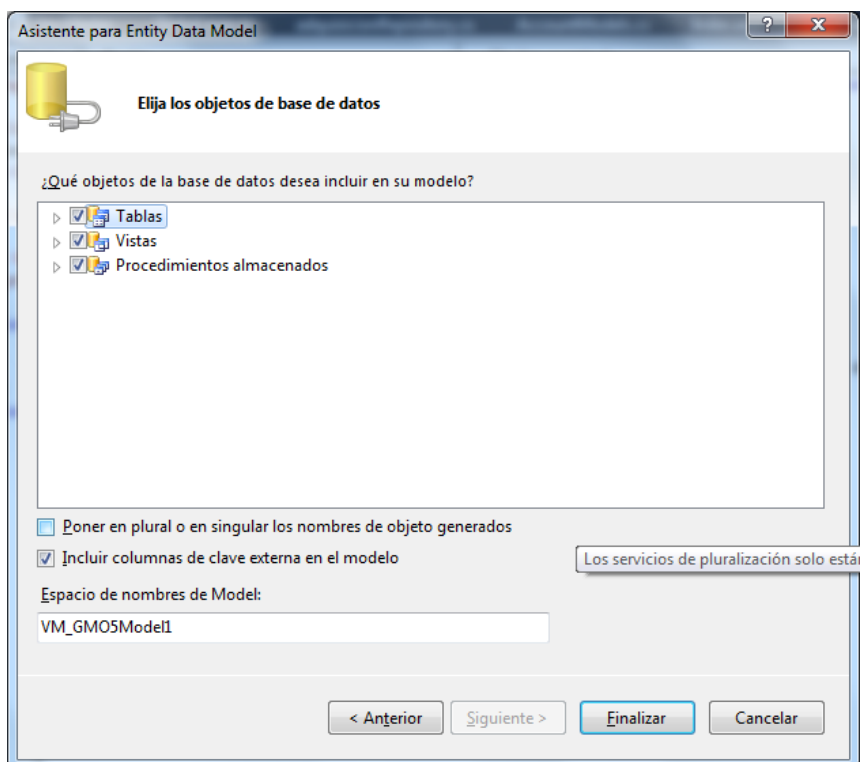 Asistente para Entity Data Model
Elija los objetos de base de datos
¿Qué objetos de la base de datos desea incluir en su modelo?
Tablas
Vistas
Procedimientos almacenados
Poner en plural o en singular los nombres de objeto generados
Incluir columnas de clave externa en el modelo
Los servicios de pluralización solo está
Espacio de nombres de Model:
VM_GMO5Model1
< Anterior Siguiente > Finalizar Cancelar